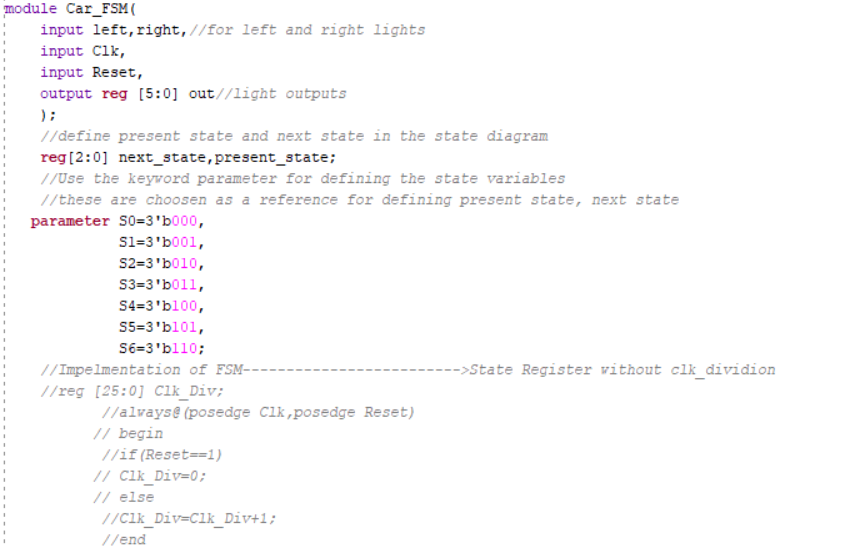 module Car_FSM(
input left,right,//for left and right lights
input Clk,
input Reset,
output reg [5:0] out//light outputs
);
//define present state and next state in the state diagram
reg[2:0] next_state,present_state;
//Use the keyword parameter for defining the state variables
//these are choosen as a reference for defining present state, next state
parameter S0=3'b000,
S1=3'b001,
S2=3'b010,
S3=3'b011,
S4=3'b100,
S5=3'b101,
S6=3'b110;
//Impelmentation of FSM------------------------->State Register without clk_dividion
//reg [25:0] Clk_Div;
//always@(posedge Clk,posedge Reset)
// begin
//if(Reset==1)
// Clk_Div=0;
// else
//Clk_Div=Clk_Div+1;
//end